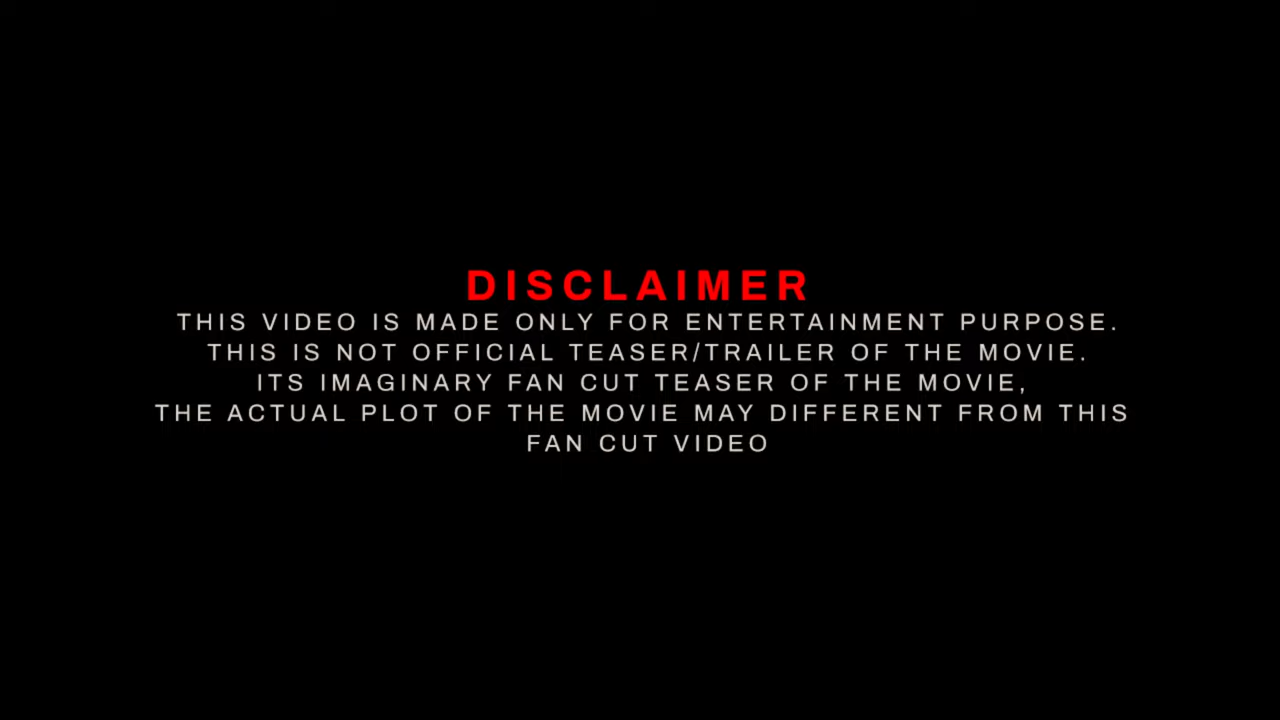 DISCLAIMER
THIS VIDEO IS MADE ONLY FOR ENTERTAINMENT PURPOSE.
THIS IS NOT OFFICIAL TEASER/TRAILER OF THE MOVIE.
ITS IMAGINARY FAN CUT TEASER OF THE MOVIE,
THE ACTUAL PLOT OF THE MOVIE MAY DIFFERENT FROM THIS
FAN CUT VIDEO